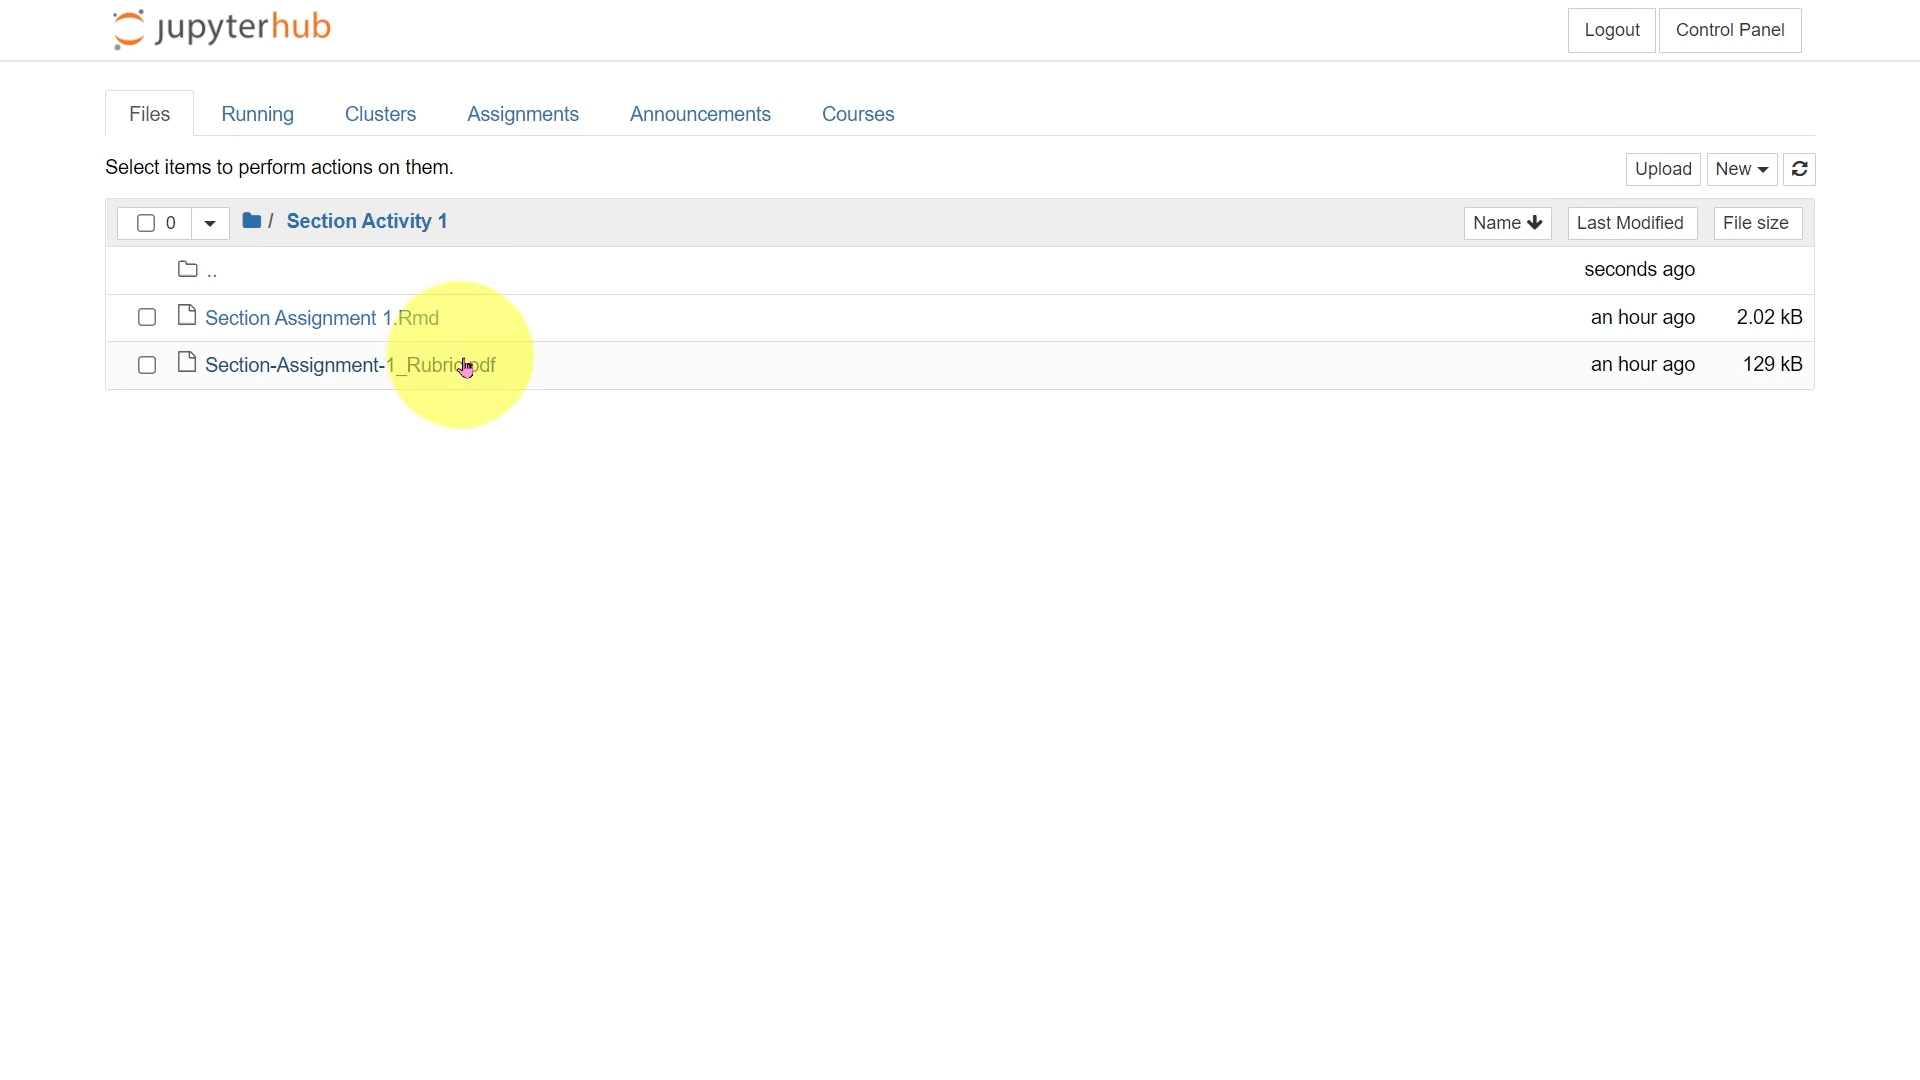 jupyterhub
Logout Control Panel
Files Running Clusters Assignments Announcements Courses
Select items to perform actions on them.
Upload New
0 / Section Activity 1 Name Last Modified File size
.. seconds ago
Section Assignment 1.Rmd an hour ago 2.02 kB
Section-Assignment-1_Rubric.pdf an hour ago 129 kB